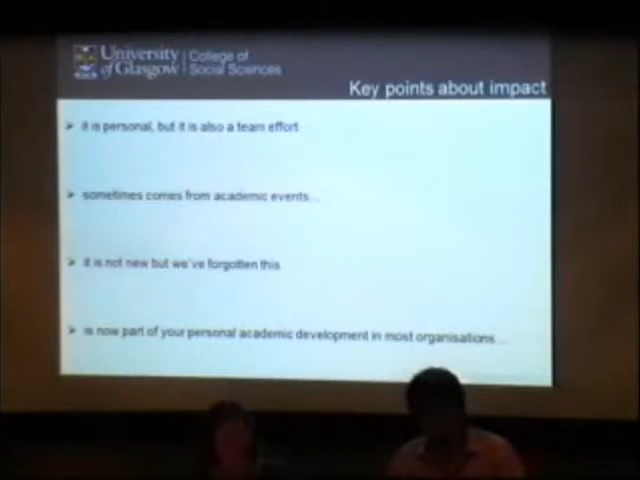 University of Glasgow
College of Social Sciences
Key points about impact
it is personal, but it is also a team effort
sometimes comes from academic events...
it is not new but we've forgotten this
is now part of your personal academic development in most organisations...